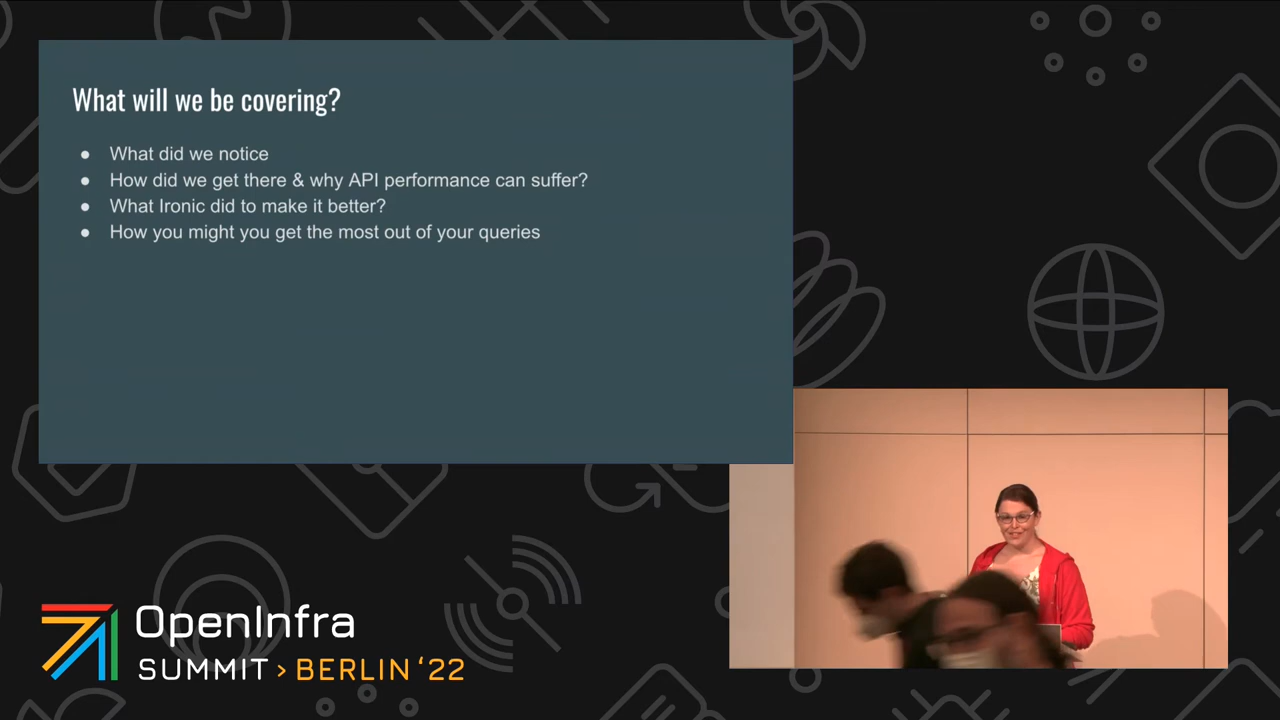 What will we be covering?
● What did we notice
● How did we get there & why API performance can suffer?
● What Ironic did to make it better?
● How you might you get the most out of your queries
OpenInfra
SUMMIT > BERLIN ‘22